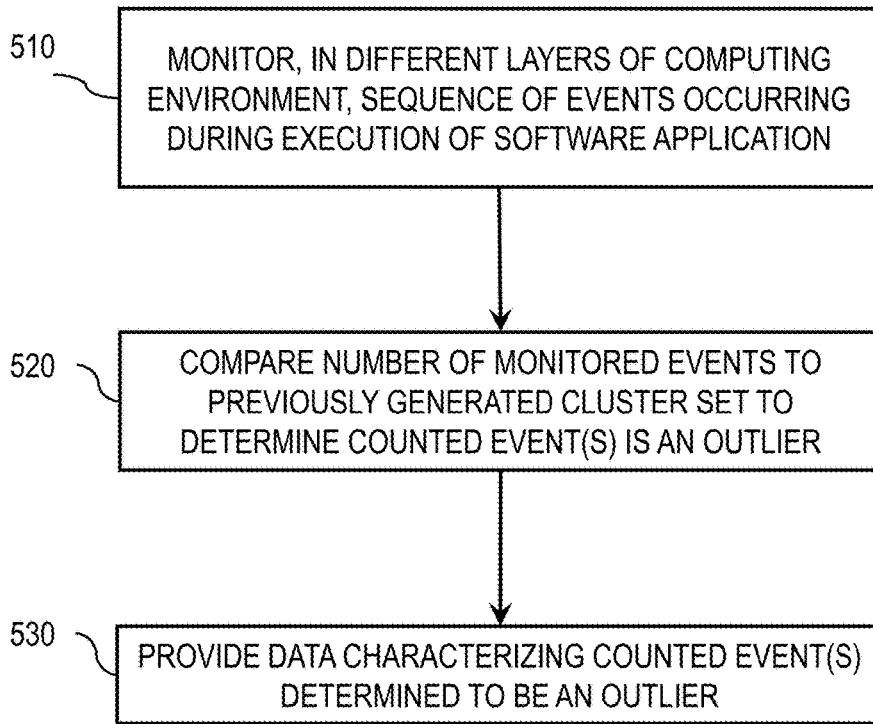 510
MONITOR, IN DIFFERENT LAYERS OF COMPUTING
ENVIRONMENT, SEQUENCE OF EVENTS OCCURRING
DURING EXECUTION OF SOFTWARE APPLICATION
520
COMPARE NUMBER OF MONITORED EVENTS TO
PREVIOUSLY GENERATED CLUSTER SET TO
DETERMINE COUNTED EVENT(S) IS AN OUTLIER
530
PROVIDE DATA CHARACTERIZING COUNTED EVENT(S)
DETERMINED TO BE AN OUTLIER